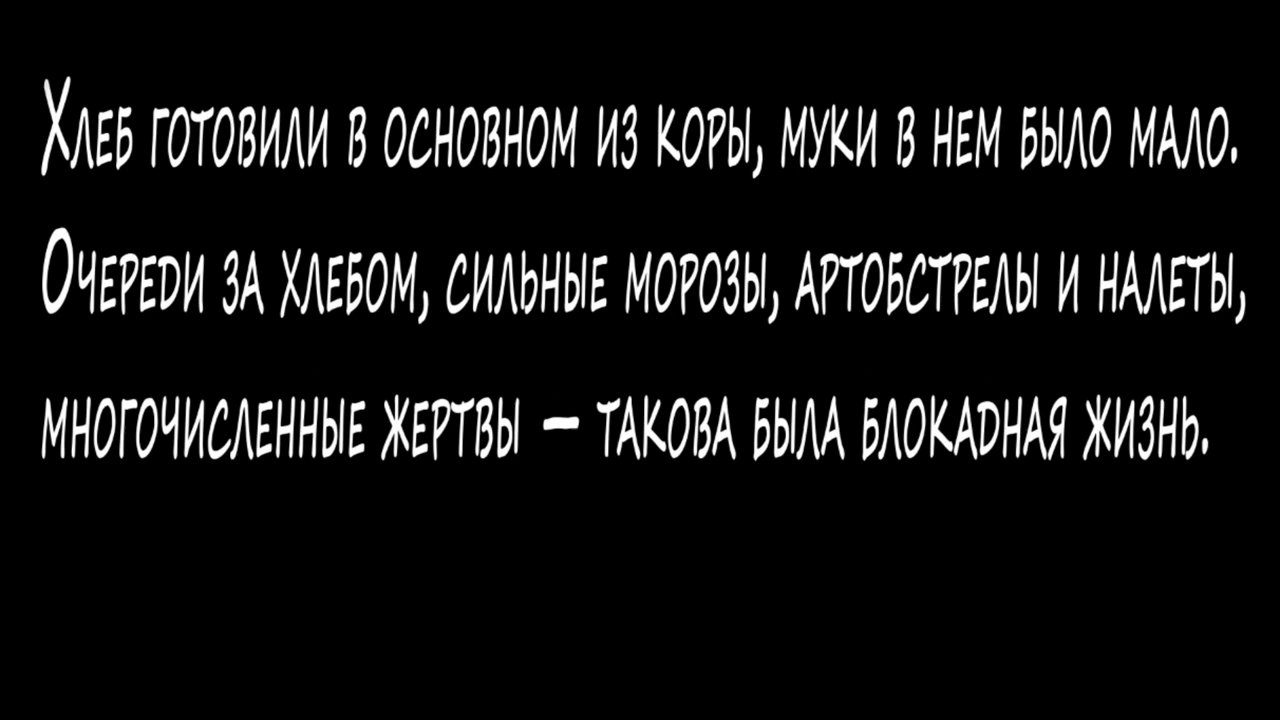 Хлеб готовили в основном из коры, муки в нем было мало.
Очереди за хлебом, сильные морозы, артобстрелы и налеты,
многочисленные жертвы – такова была блокадная жизнь.